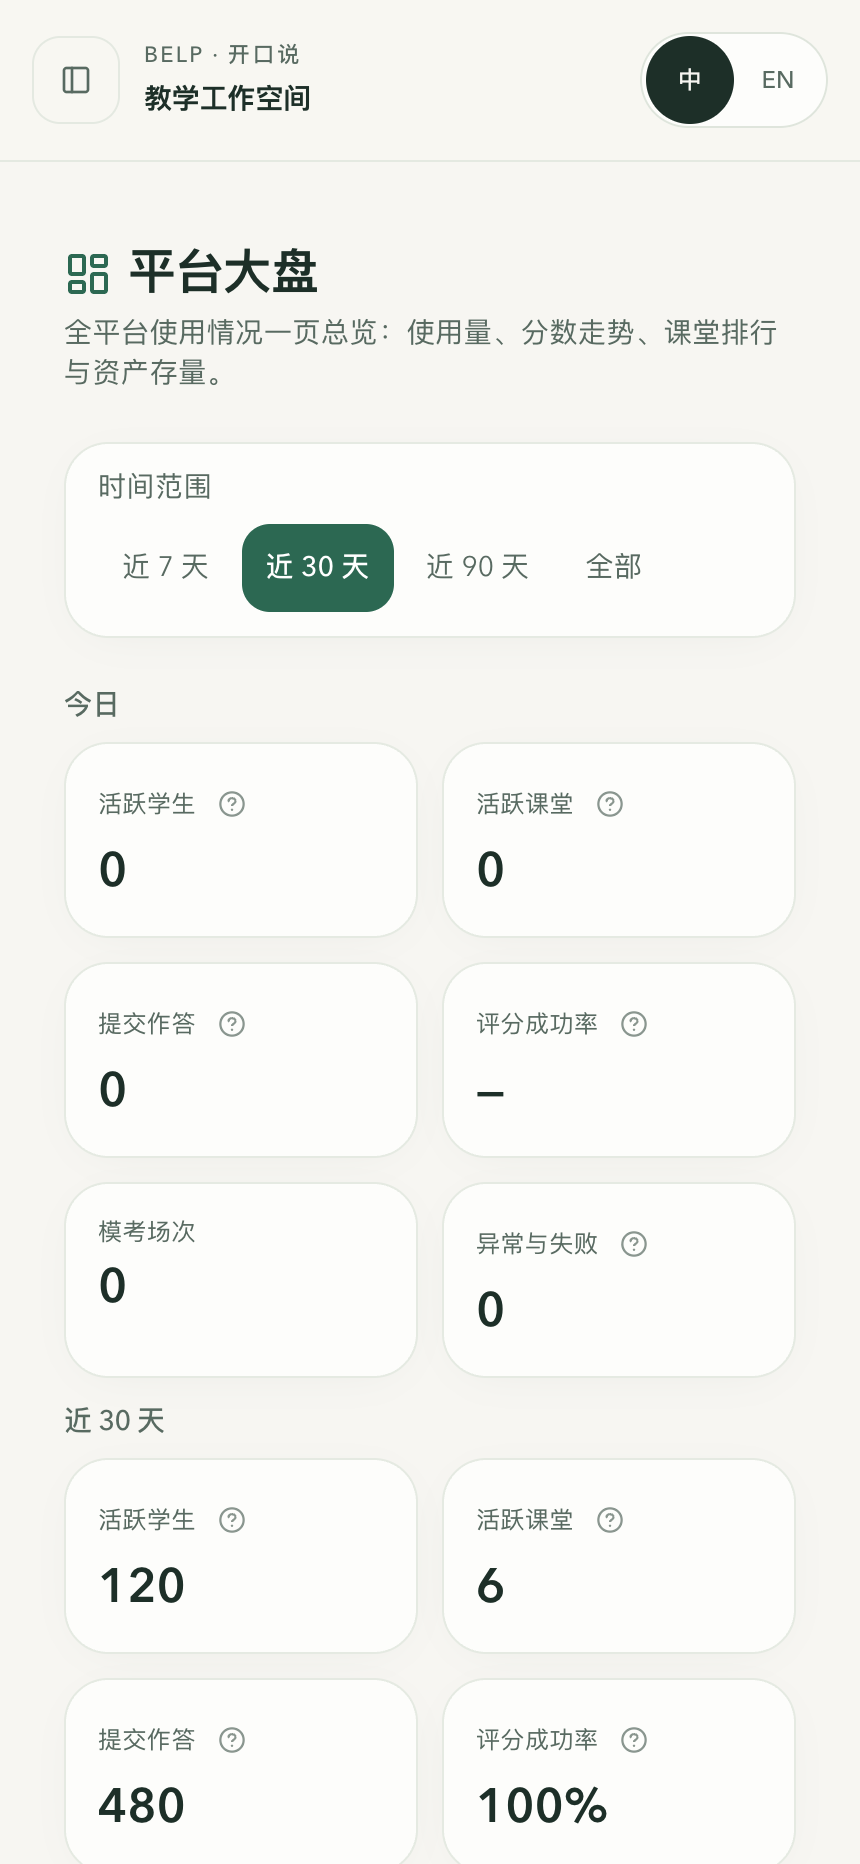 BELP · 开口说
教学工作空间
中 EN
平台大盘
全平台使用情况一页总览：使用量、分数走势、课堂排行
与资产存量。
时间范围
近 7 天 近 30 天 近 90 天 全部
今日
活跃学生 ? 活跃课堂 ?
0 0
提交作答 ? 评分成功率 ?
0 –
模考场次 异常与失败 ?
0 0
近 30 天
活跃学生 ? 活跃课堂 ?
120 6
提交作答 ? 评分成功率 ?
480 100%